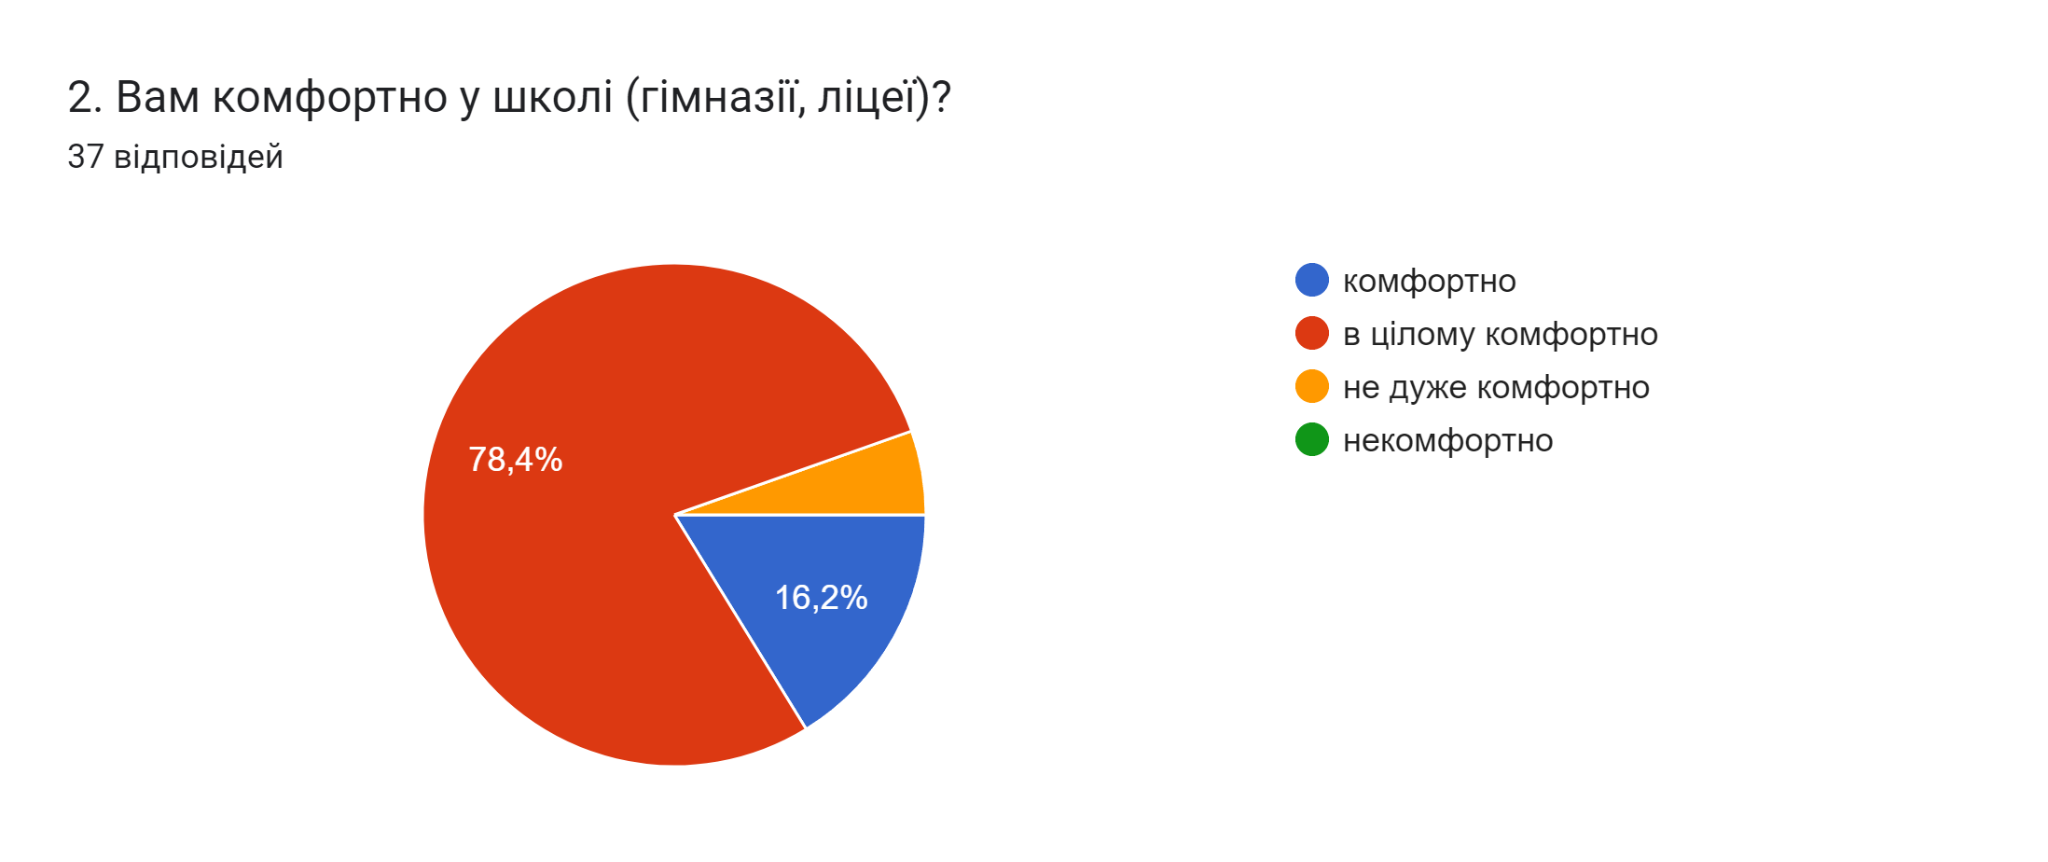 2. Вам комфортно у школі (гімназії, ліцеї)?
37 відповідей
комфортно
в цілому комфортно
не дуже комфортно
некомфортно
78,4%
16,2%